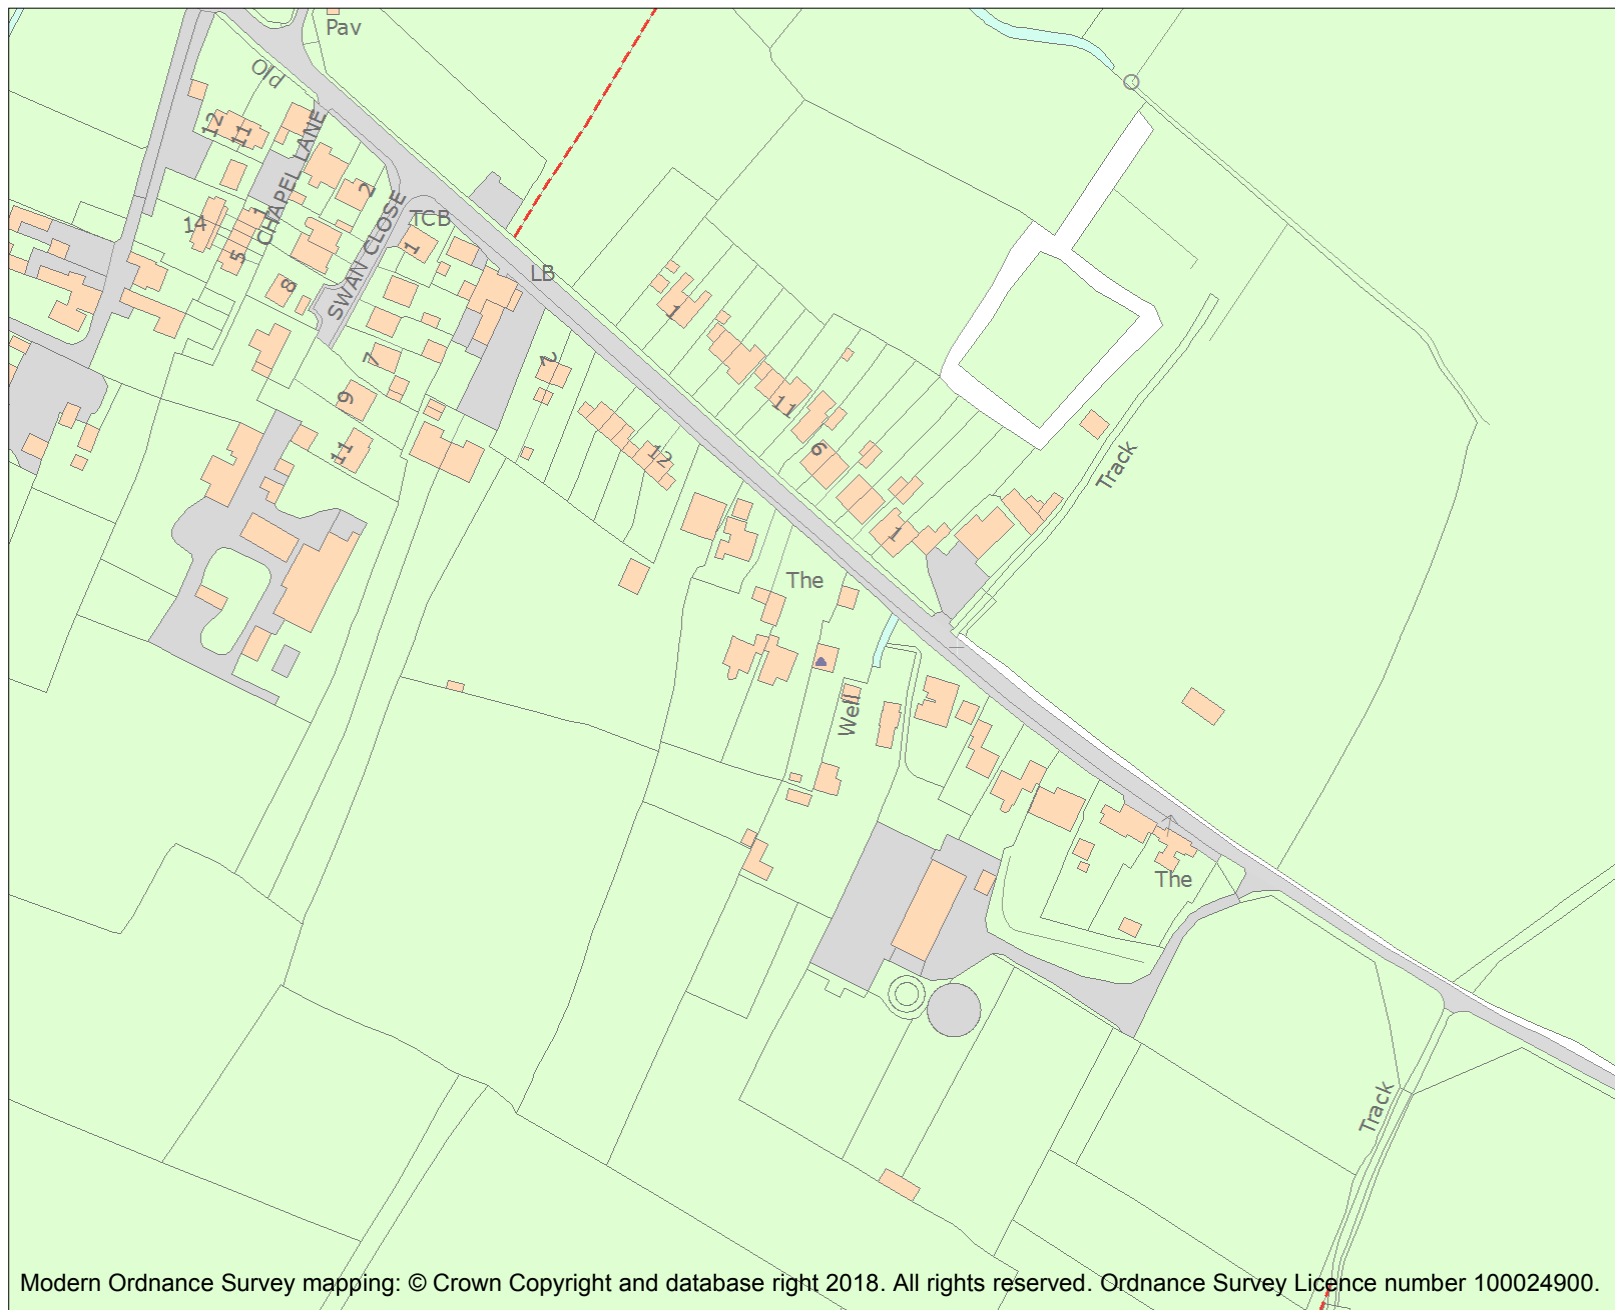 Pav
Old
12
11
CHAPEL LANE
2
14
1
5
SWAN CLOSE
TCB
1
8
LB
1
7
2
9
11
11
12
6
Track
1
The
Well
The
Track
Modern Ordnance Survey mapping: © Crown Copyright and database right 2018. All rights reserved. Ordnance Survey Licence number 100024900.